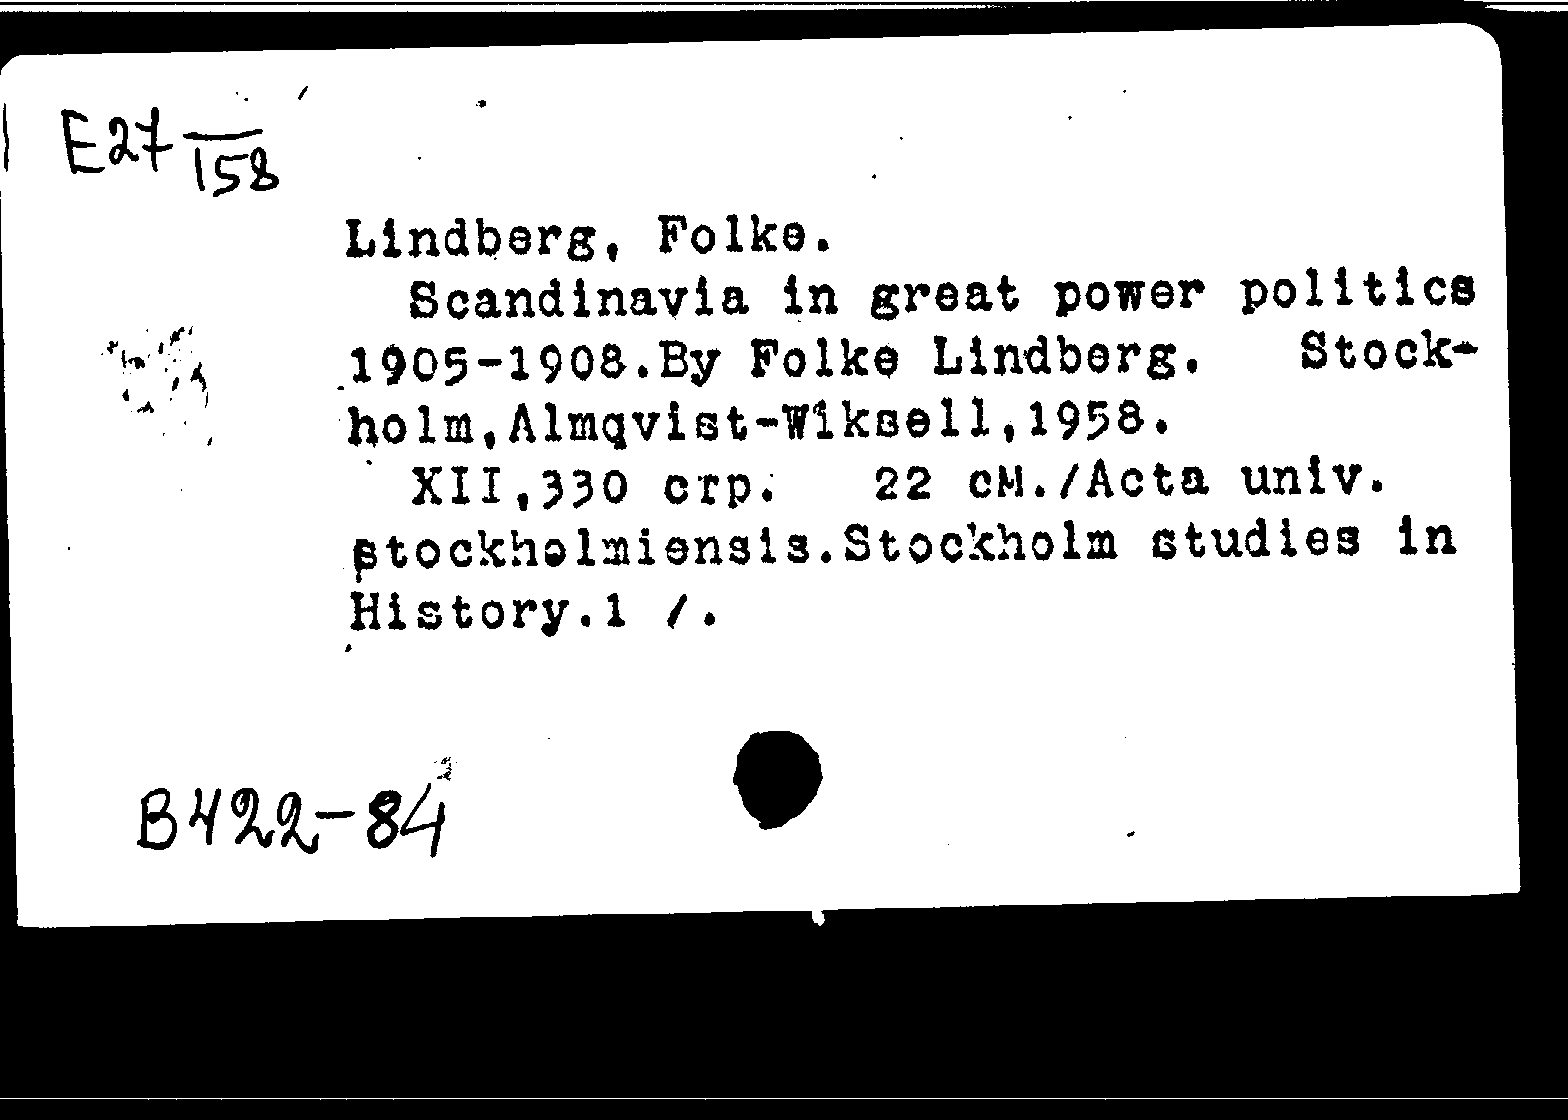 E27 158
Lindberg, Folke.
Scandinavia in great power politics
1905-1908.By Folke Lindberg. Stock-
holm,Almqvist-Wiksell,1958.
XII,330 стр. 22 см./Acta univ.
stockholmiensis.Stockholm studies in
History.1 /.
B422-84